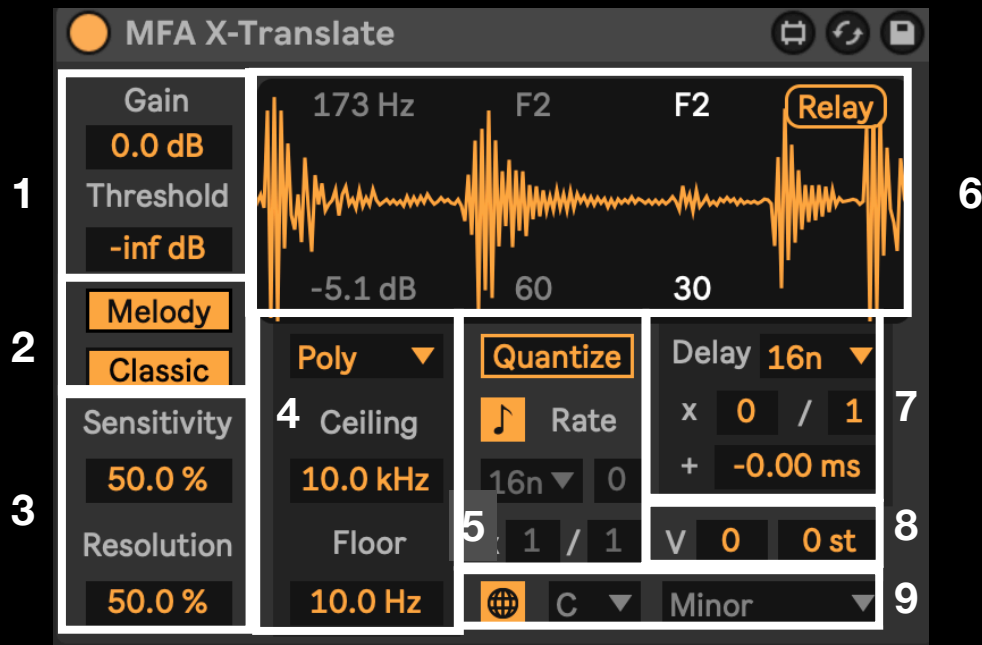 MFA X-Translate
1
Gain
0.0 dB
Threshold
-inf dB
2
Melody
Classic
3
Sensitivity
50.0 %
Resolution
50.0 %
173 Hz F2 F2 Relay
-5.1 dB 60 30
6
Poly
4 Ceiling
10.0 kHz
Floor
10.0 Hz
Quantize
Rate
16n 0
5 1 / 1
Delay 16n
x 0 / 1
+ -0.00 ms
7
V 0 0 st
8
C Minor
9